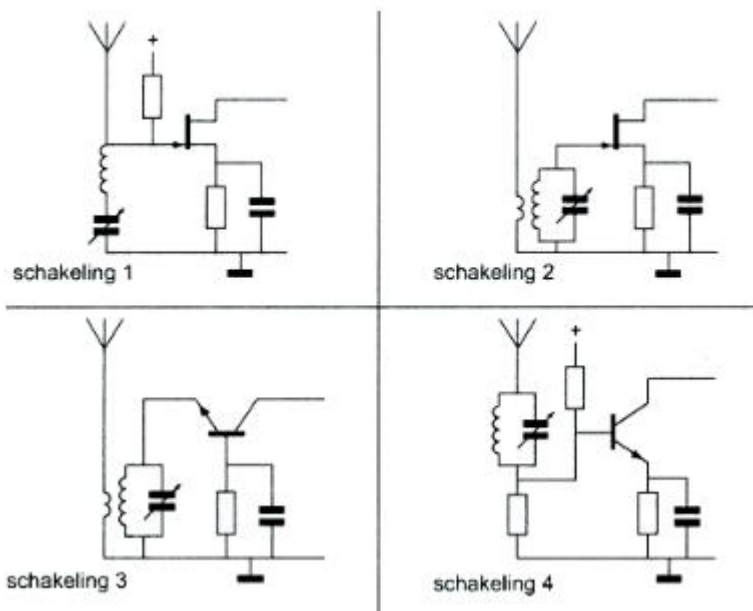 +
schakeling 1
schakeling 2
+
schakeling 3
schakeling 4